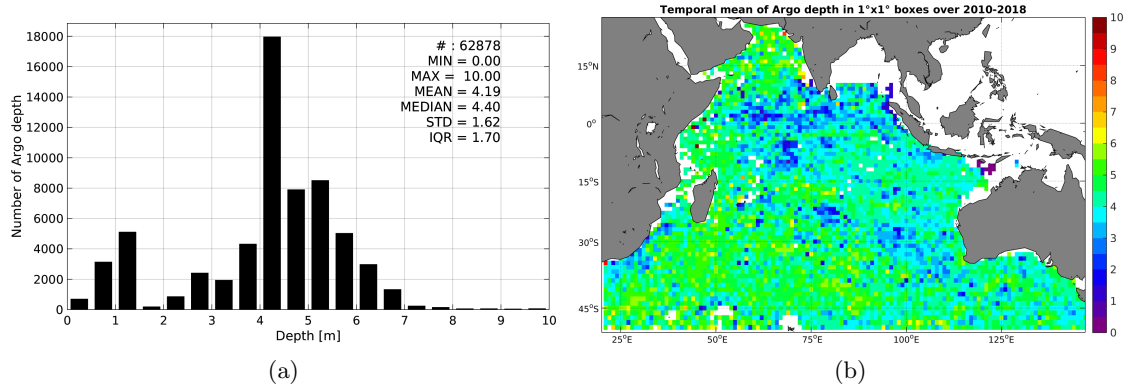 18000
16000
14000
12000
10000
8000
6000
4000
2000
0
Number of Argo depth
# : 62878
MIN = 0.00
MAX = 10.00
MEAN = 4.19
MEDIAN = 4.40
STD = 1.62
IQR = 1.70
0 1 2 3 4 5 6 7 8 9 10
Depth [m]
(a)
Temporal mean of Argo depth in 1°x1° boxes over 2010-2018
15°N
0°
15°S
30°S
45°S
25°E 50°E 75°E 100°E 125°E
10
9
8
7
6
5
4
3
2
1
0
(b)